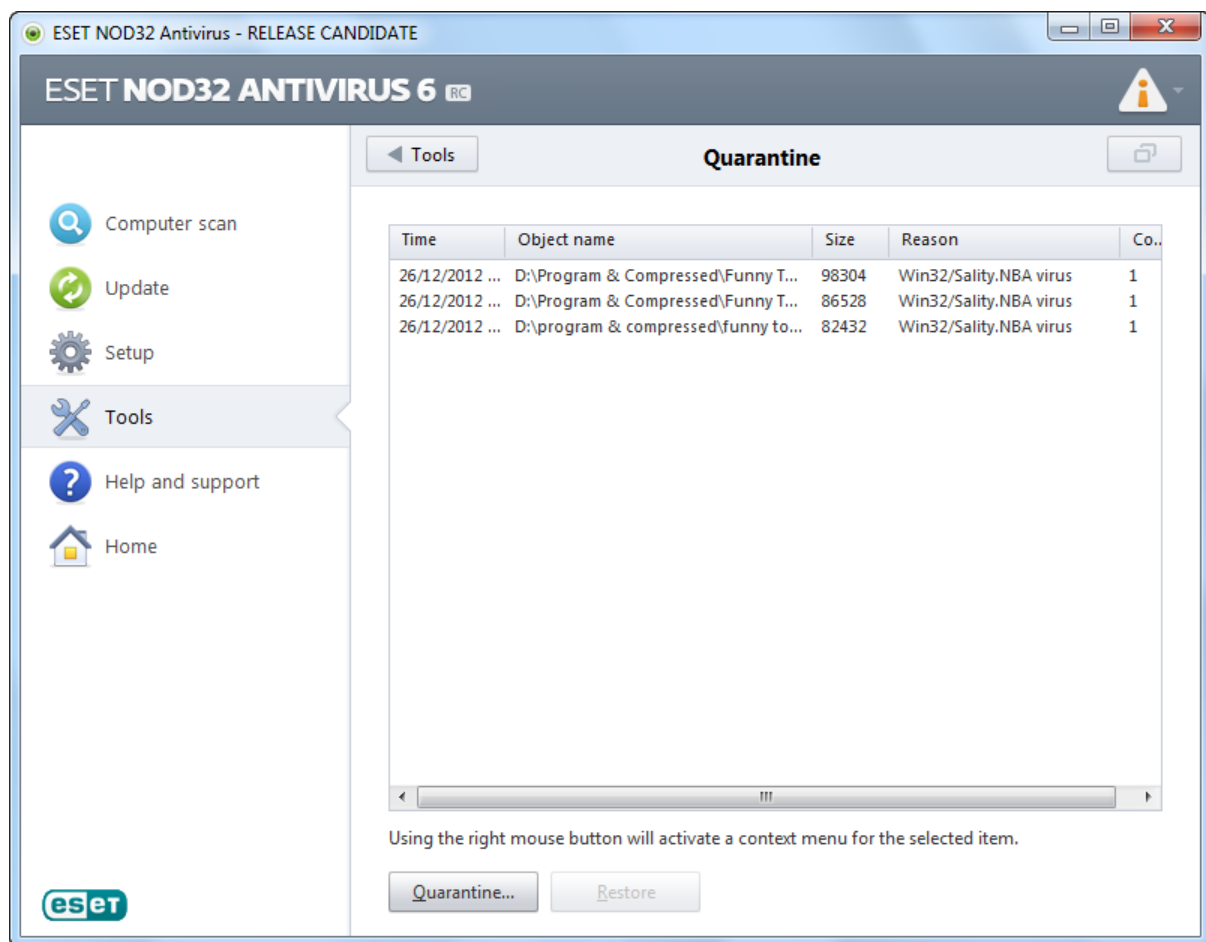 ESET NOD32 Antivirus - RELEASE CANDIDATE
ESET NOD32 ANTIVIRUS 6 RC
Tools
Quarantine
Computer scan
Update
Setup
Tools
Help and support
Home
Time Object name Size Reason Co..
26/12/2012 ... D:\Program & Compressed\Funny T... 98304 Win32/Sality.NBA virus 1
26/12/2012 ... D:\Program & Compressed\Funny T... 86528 Win32/Sality.NBA virus 1
26/12/2012 ... D:\program & compressed\funny to... 82432 Win32/Sality.NBA virus 1
Using the right mouse button will activate a context menu for the selected item.
Quarantine... Restore
eseT